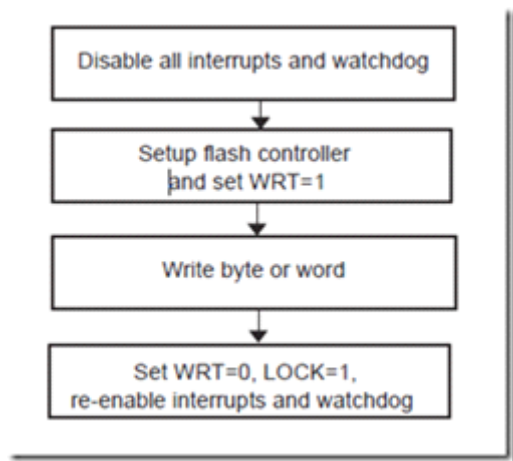 Disable all interrupts and watchdog
Setup flash controller
and set WRT=1
Write byte or word
Set WRT=0, LOCK=1,
re-enable interrupts and watchdog